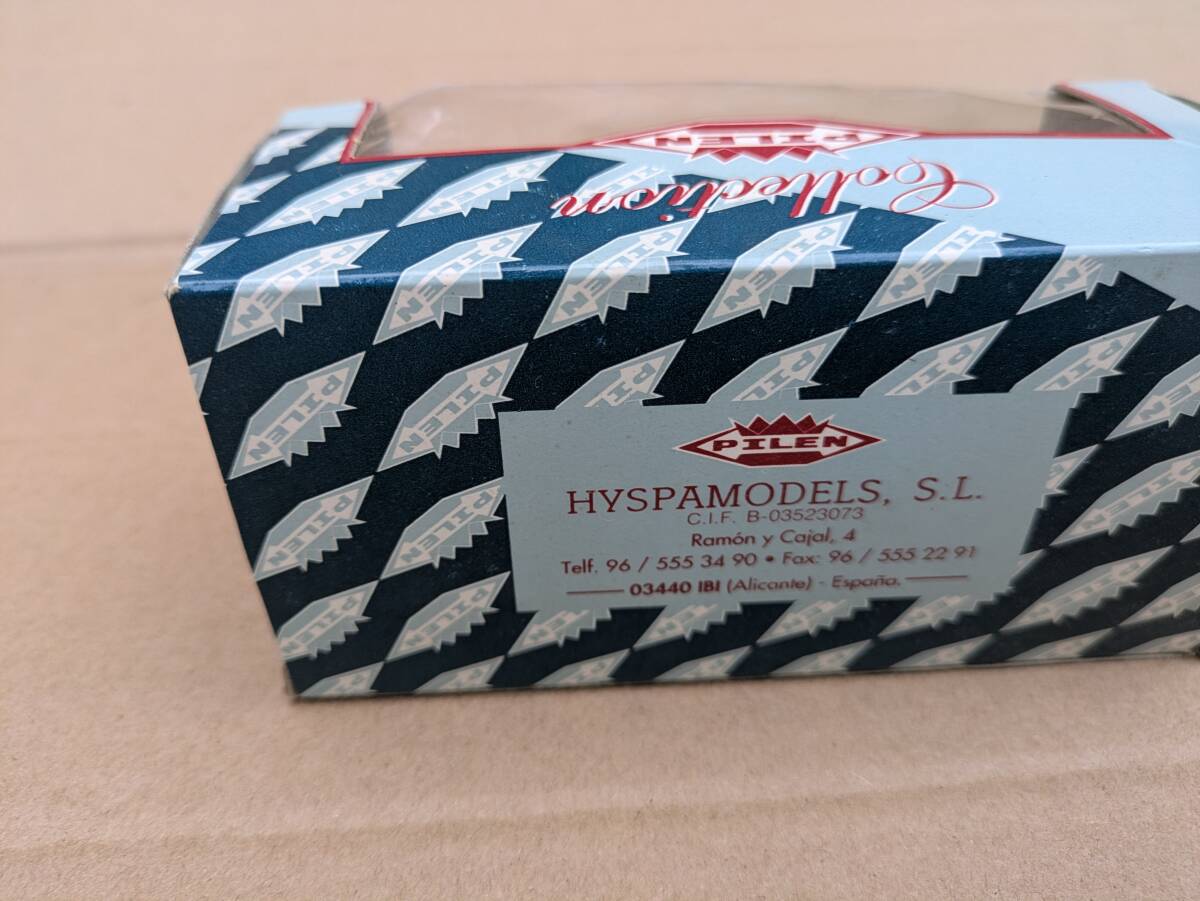 PILEN
Collection
PILEN
HYSPAMODELS, S.L.
C.I.F. B-03523073
Ramón y Cajal, 4
Telf. 96 / 555 34 90 • Fax: 96 / 555 22 91
03440 IBI (Alicante) - España.